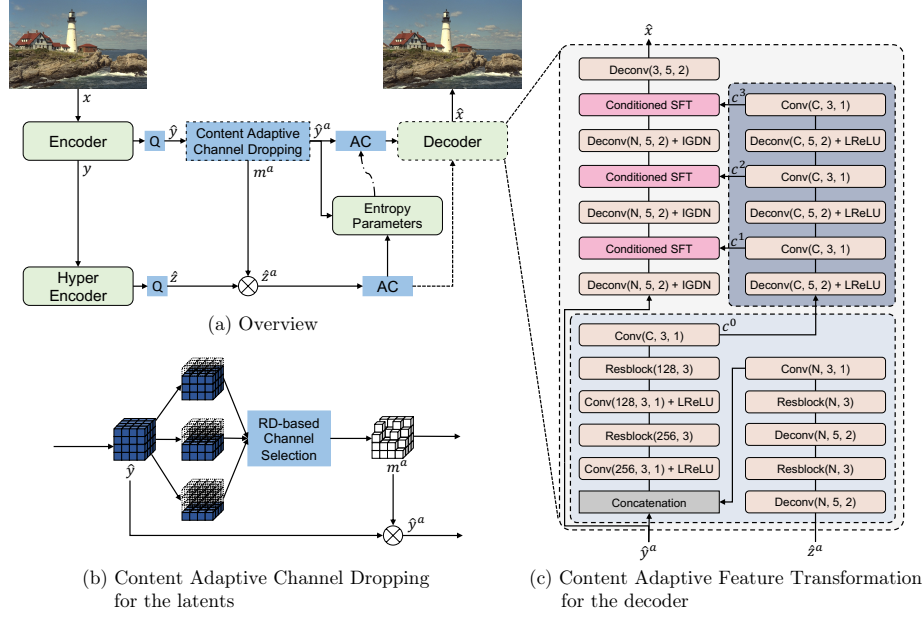 x
x̂
Encoder
Q
ŷ
Content Adaptive
Channel Dropping
ŷᵃ
AC
Decoder
y
mᵃ
Entropy
Parameters
Hyper
Encoder
Q
ẑ
ẑᵃ
AC
(a) Overview
ŷ
RD-based
Channel
Selection
mᵃ
ŷᵃ
(b) Content Adaptive Channel Dropping
for the latents
x̂
Deconv(3, 5, 2)
Conditioned SFT
c³
Conv(C, 3, 1)
Deconv(N, 5, 2) + IGDN
Deconv(C, 5, 2) + LReLU
Conditioned SFT
c²
Conv(C, 3, 1)
Deconv(N, 5, 2) + IGDN
Deconv(C, 5, 2) + LReLU
Conditioned SFT
c¹
Conv(C, 3, 1)
Deconv(N, 5, 2) + IGDN
Deconv(C, 5, 2) + LReLU
c⁰
Conv(C, 3, 1)
Resblock(128, 3)
Conv(N, 3, 1)
Conv(128, 3, 1) + LReLU
Resblock(N, 3)
Resblock(256, 3)
Deconv(N, 5, 2)
Conv(256, 3, 1) + LReLU
Resblock(N, 3)
Concatenation
Deconv(N, 5, 2)
ŷᵃ
ẑᵃ
(c) Content Adaptive Feature Transformation
for the decoder